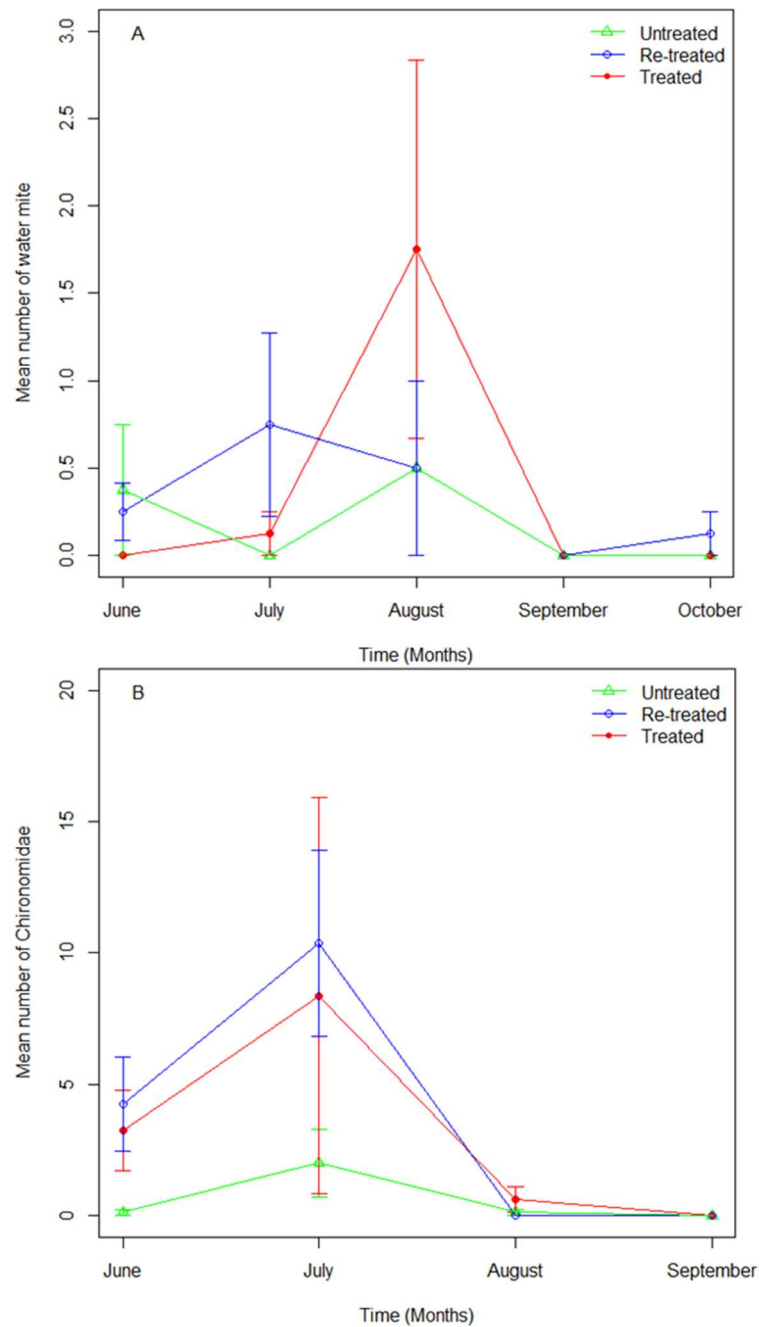 A
Untreated
Re-treated
Treated
Mean number of water mite
3.0
2.5
2.0
1.5
1.0
0.5
0.0
June July August September October
Time (Months)
B
Untreated
Re-treated
Treated
Mean number of Chironomidae
20
15
10
5
0
June July August September
Time (Months)